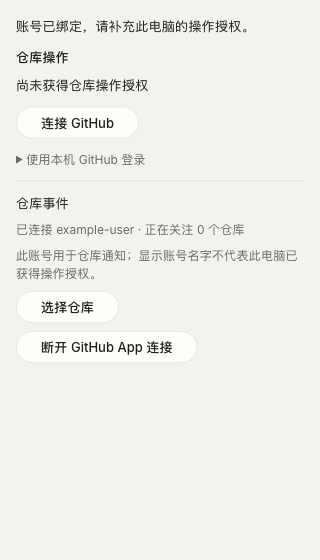 账号已绑定，请补充此电脑的操作授权。
仓库操作
尚未获得仓库操作授权
连接 GitHub
使用本机 GitHub 登录
仓库事件
已连接 example-user · 正在关注 0 个仓库
此账号用于仓库通知；显示账号名字不代表此电脑已
获得操作授权。
选择仓库
断开 GitHub App 连接